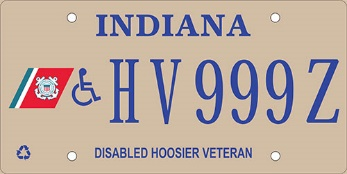 INDIANA
HV999Z
DISABLED HOOSIER VETERAN